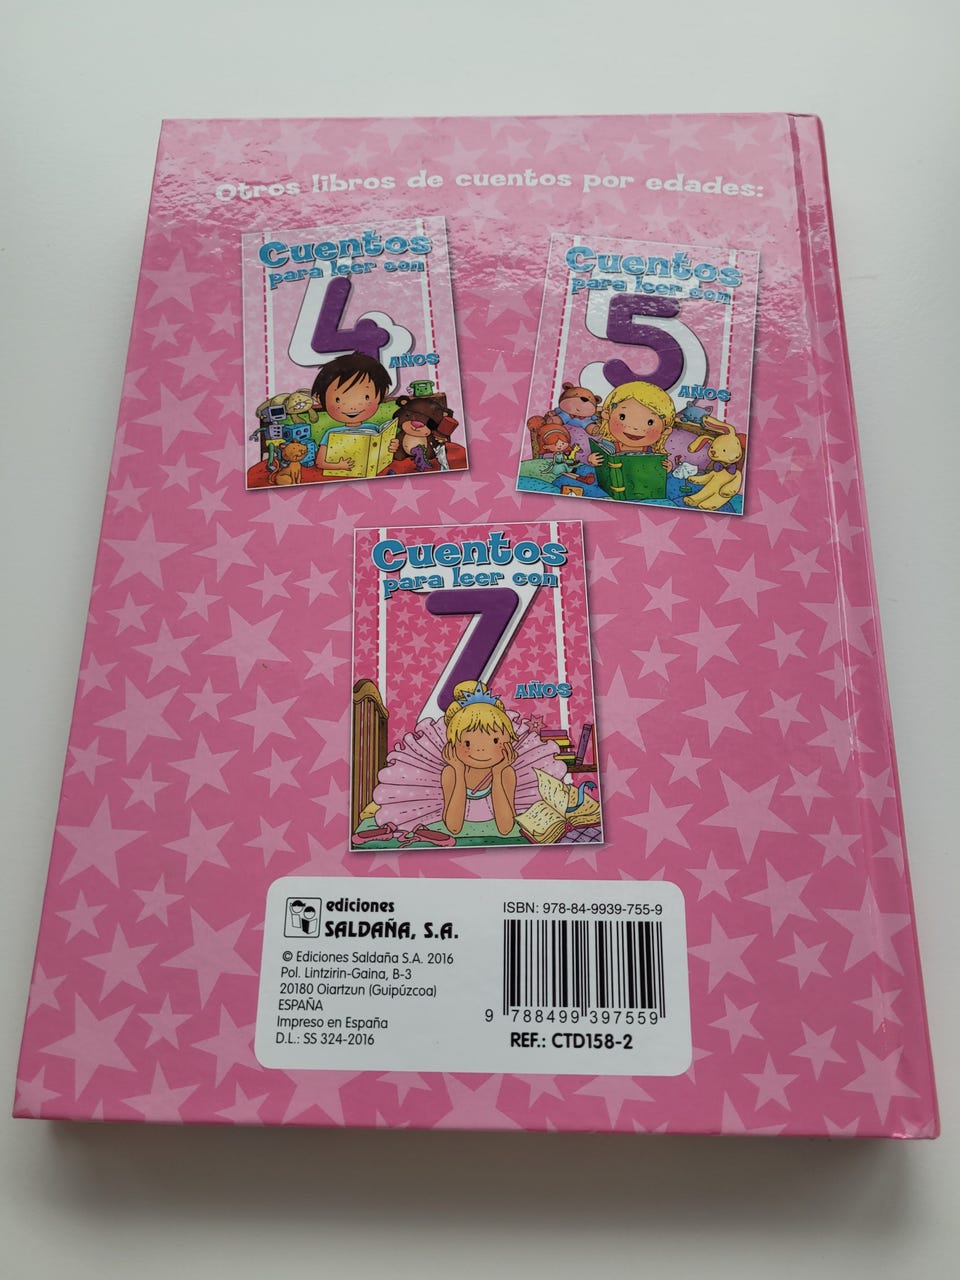 Otros libros de cuentos por edades:
Cuentos
para leer con
4
AÑOS
Cuentos
para leer con
5
AÑOS
Cuentos
para leer con
7
AÑOS
ediciones
SALDAÑA, S.A.
© Ediciones Saldaña S.A. 2016
Pol. Lintzirin-Gaina, B-3
20180 Oiartzun (Guipúzcoa)
ESPAÑA
Impreso en España
D.L.: SS 324-2016
ISBN: 978-84-9939-755-9
9 788499 397559
REF.: CTD158-2